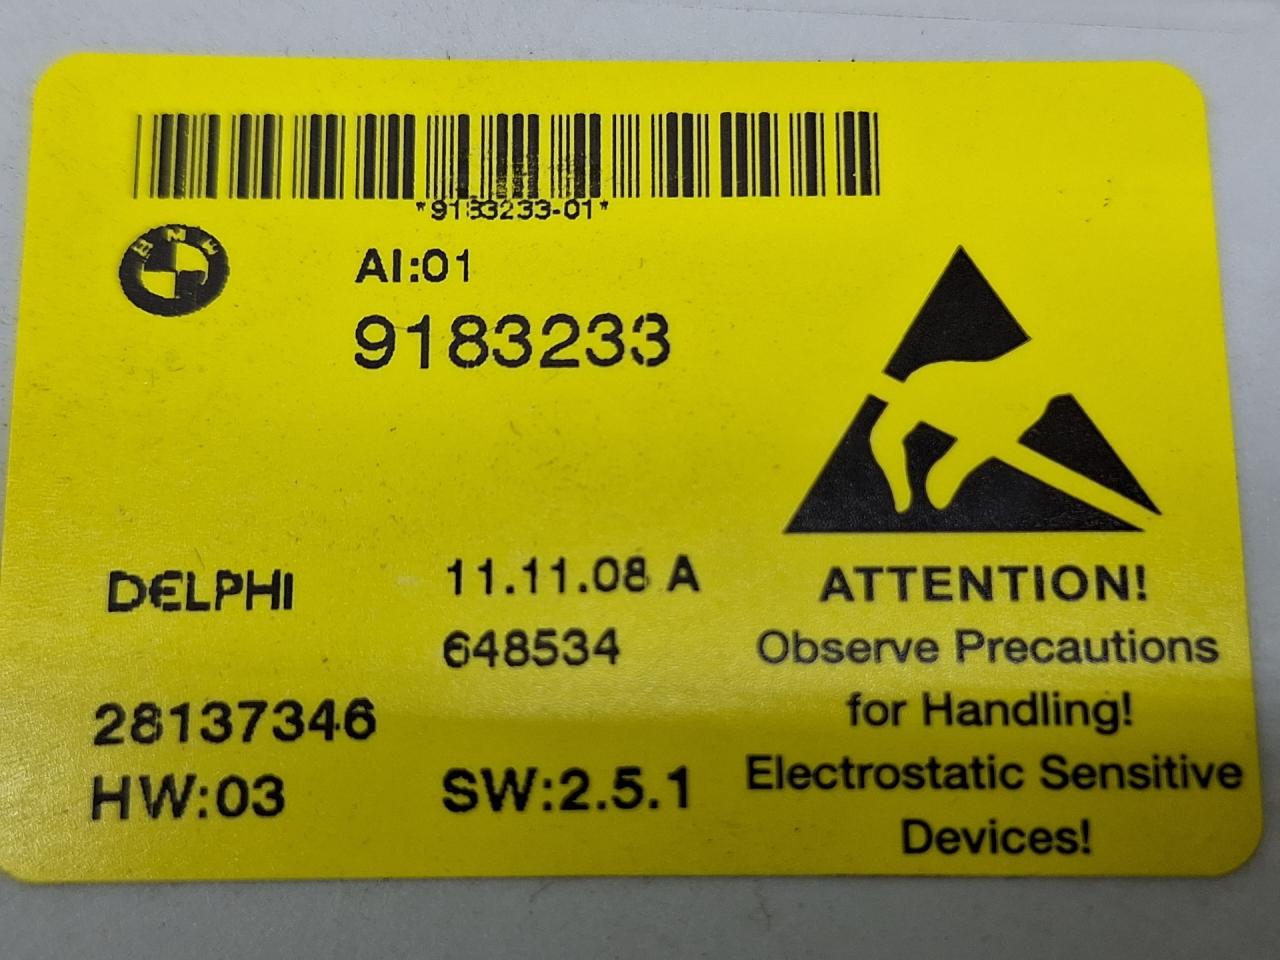 *9183233-01*
BMW
AI:01
9183233
DELPHI
11.11.08 A
648534
28137346
HW:03
SW:2.5.1
ATTENTION!
Observe Precautions
for Handling!
Electrostatic Sensitive
Devices!